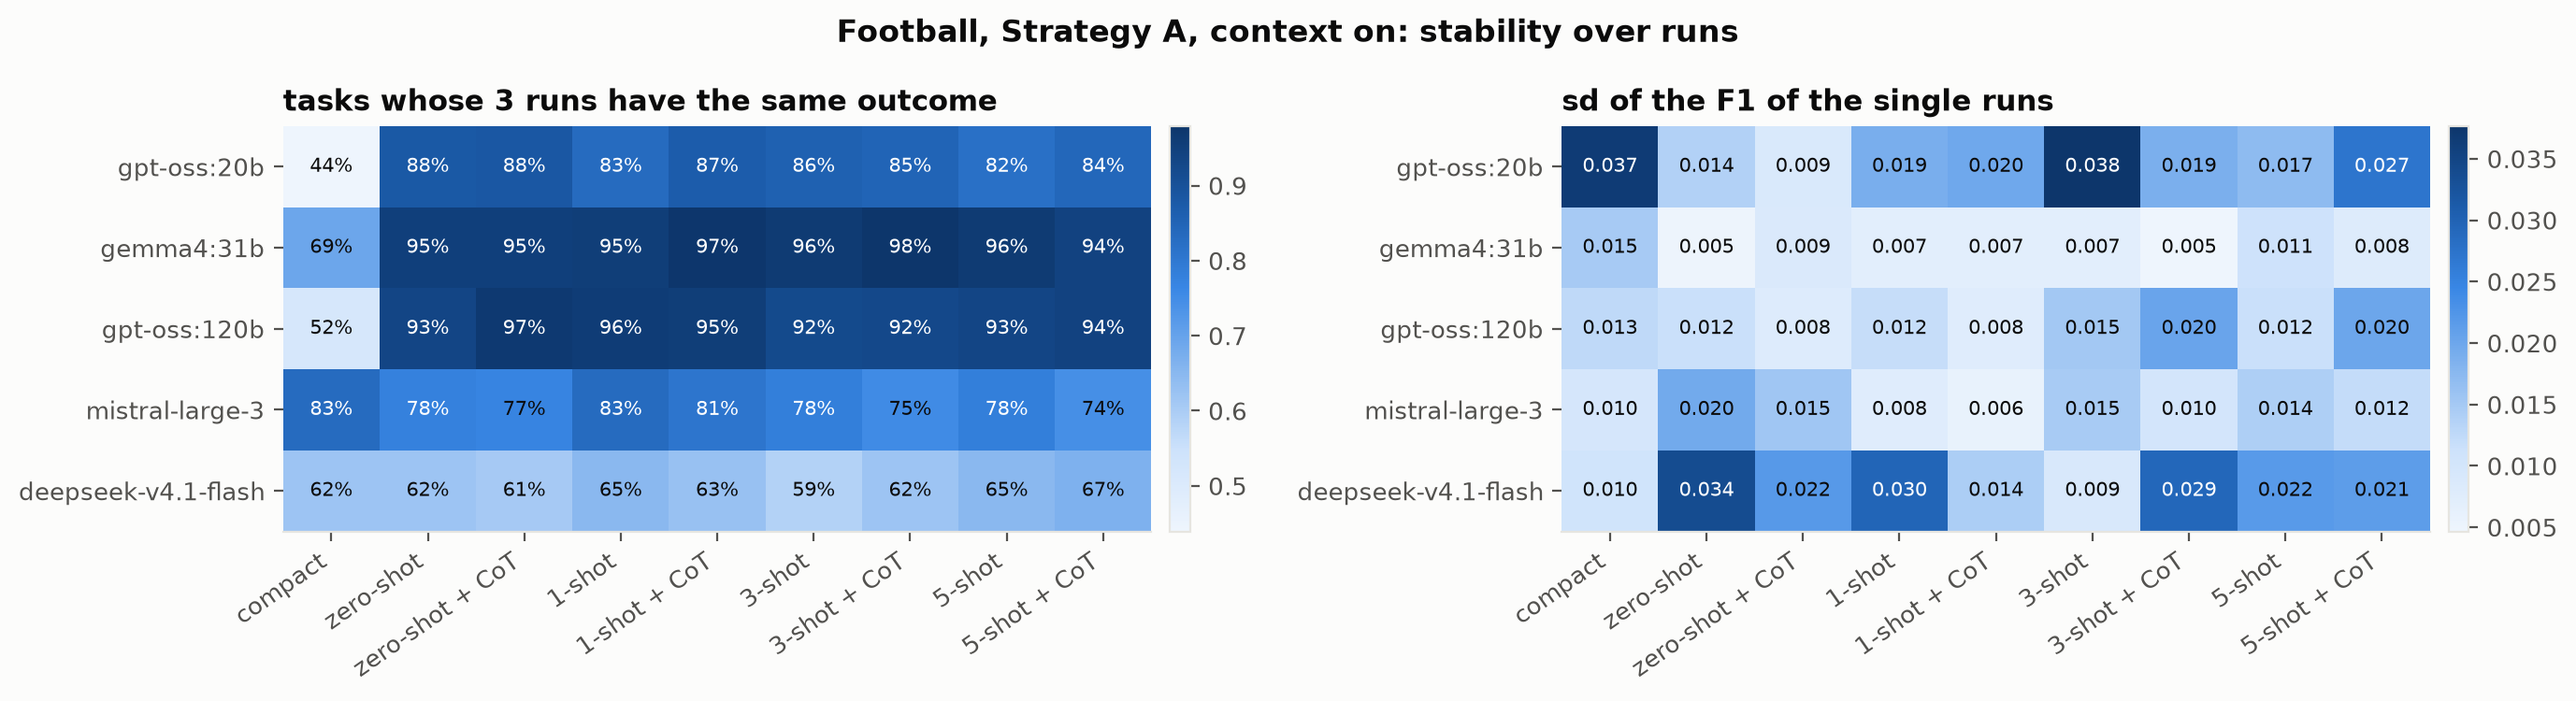 Football, Strategy A, context on: stability over runs
tasks whose 3 runs have the same outcome
gpt-oss:20b 44% 88% 88% 83% 87% 86% 85% 82% 84%
gemma4:31b 69% 95% 95% 95% 97% 96% 98% 96% 94%
gpt-oss:120b 52% 93% 97% 96% 95% 92% 92% 93% 94%
mistral-large-3 83% 78% 77% 83% 81% 78% 75% 78% 74%
deepseek-v4.1-flash 62% 62% 61% 65% 63% 59% 62% 65% 67%
compact zero-shot zero-shot + CoT 1-shot 1-shot + CoT 3-shot 3-shot + CoT 5-shot 5-shot + CoT
0.9
0.8
0.7
0.6
0.5
sd of the F1 of the single runs
gpt-oss:20b 0.037 0.014 0.009 0.019 0.020 0.038 0.019 0.017 0.027
gemma4:31b 0.015 0.005 0.009 0.007 0.007 0.007 0.005 0.011 0.008
gpt-oss:120b 0.013 0.012 0.008 0.012 0.008 0.015 0.020 0.012 0.020
mistral-large-3 0.010 0.020 0.015 0.008 0.006 0.015 0.010 0.014 0.012
deepseek-v4.1-flash 0.010 0.034 0.022 0.030 0.014 0.009 0.029 0.022 0.021
compact zero-shot zero-shot + CoT 1-shot 1-shot + CoT 3-shot 3-shot + CoT 5-shot 5-shot + CoT
0.035
0.030
0.025
0.020
0.015
0.010
0.005